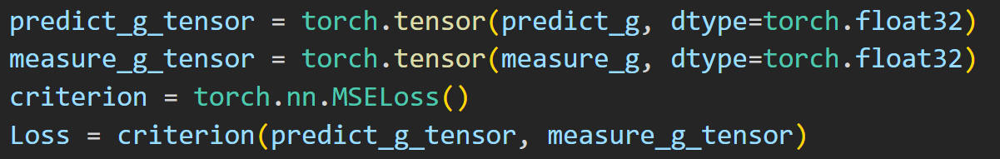 predict_g_tensor = torch.tensor(predict_g, dtype=torch.float32)
measure_g_tensor = torch.tensor(measure_g, dtype=torch.float32)
criterion = torch.nn.MSELoss()
Loss = criterion(predict_g_tensor, measure_g_tensor)